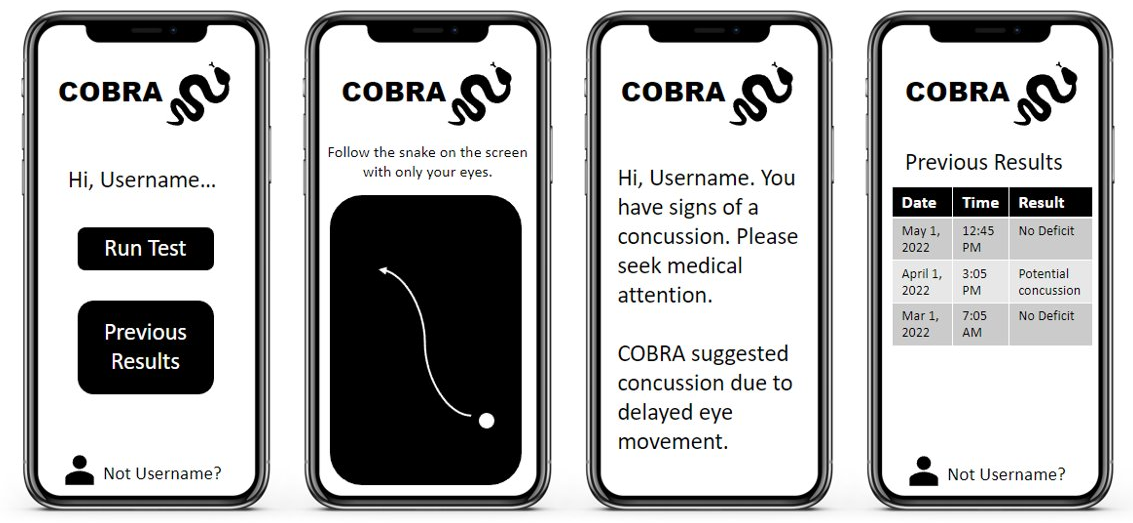 COBRA
Hi, Username...
Run Test
Previous
Results
Not Username?
COBRA
Follow the snake on the screen
with only your eyes.
COBRA
Hi, Username. You
have signs of a
concussion. Please
seek medical
attention.
COBRA suggested
concussion due to
delayed eye
movement.
COBRA
Previous Results
Date Time Result
May 1, 12:45 No Deficit
2022 PM
April 1, 3:05 Potential
2022 PM concussion
Mar 1, 7:05 No Deficit
2022 AM
Not Username?